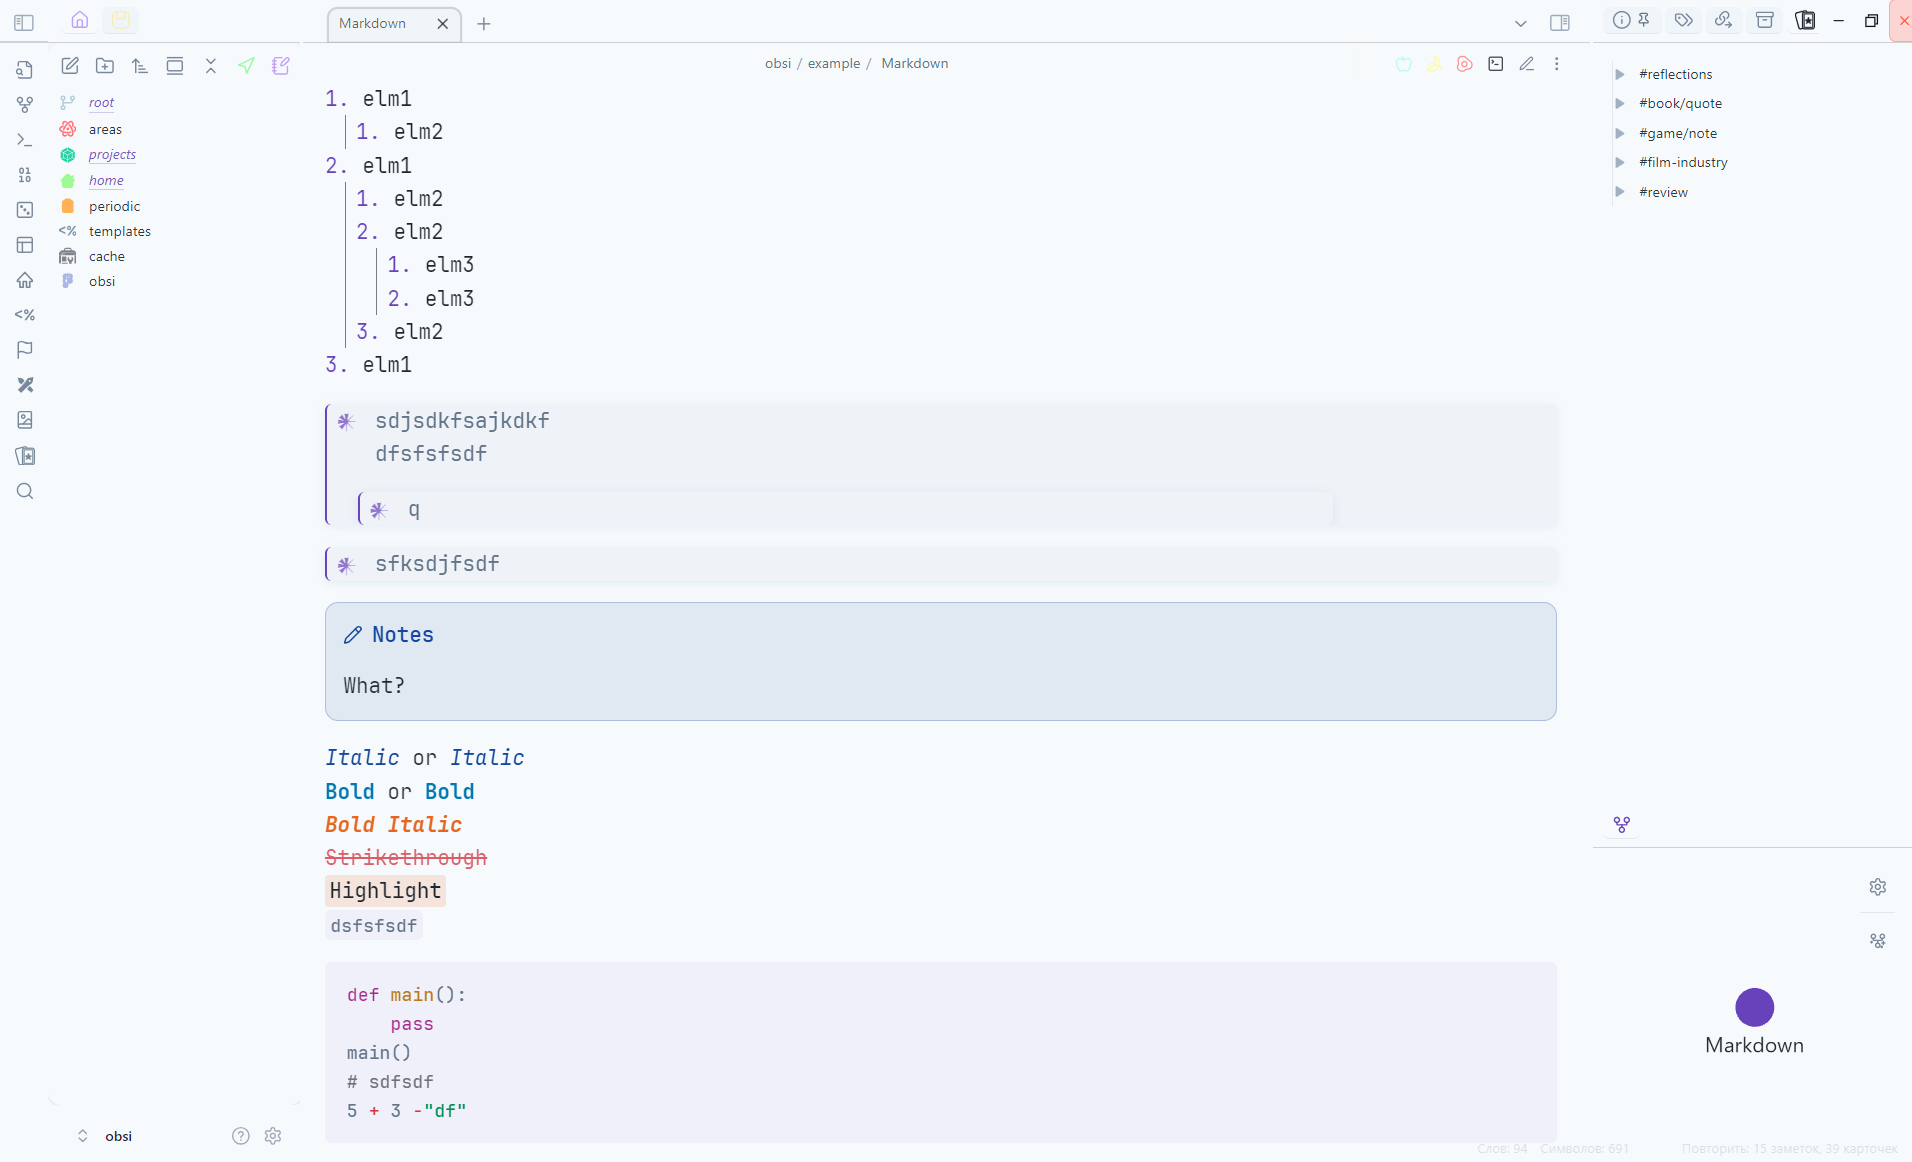 Markdown
obsi / example / Markdown
root
areas
projects
home
periodic
<% templates
cache
obsi
<%
1. elm1
1. elm2
2. elm1
1. elm2
2. elm2
1. elm3
2. elm3
3. elm2
3. elm1
sdjsdkfsajkdkf
dfsfsfsdf
q
sfksdjfsdf
Notes
What?
Italic or Italic
Bold or Bold
Bold Italic
Strikethrough
Highlight
dsfsfsdf
def main():
pass
main()
# sdfsdf
5 + 3 -"df"
#reflections
#book/quote
#game/note
#film-industry
#review
Markdown
obsi
Слов: 94 Символов: 691 Повторить: 15 заметок, 39 карточек